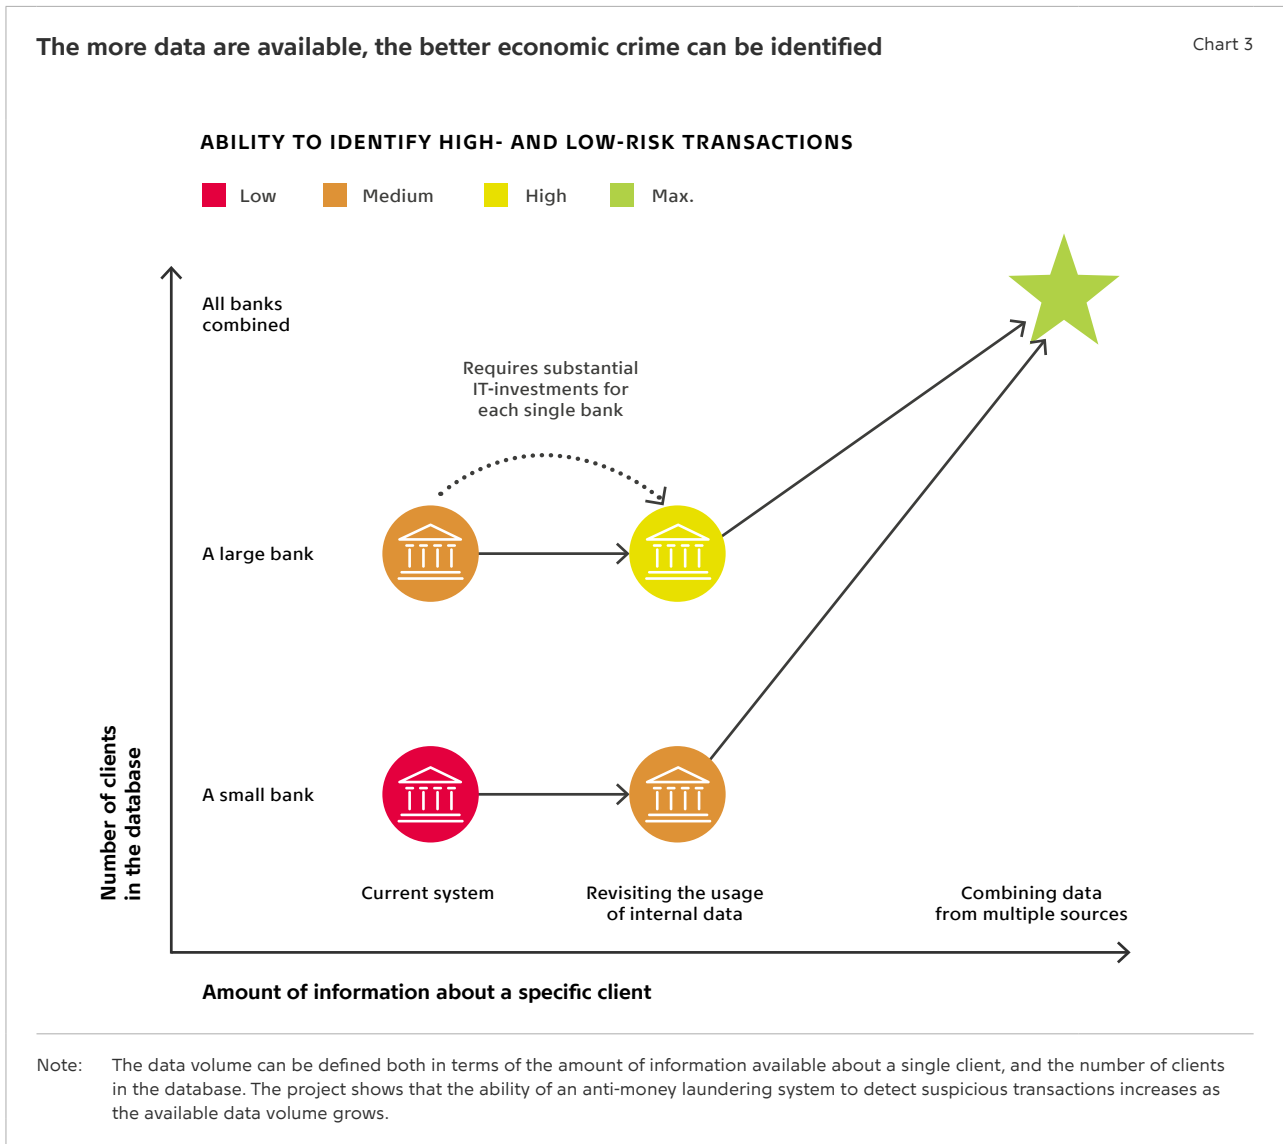 The more data are available, the better economic crime can be identified
Chart 3
ABILITY TO IDENTIFY HIGH- AND LOW-RISK TRANSACTIONS
Low
Medium
High
Max.
All banks
combined
Requires substantial
IT-investments for
each single bank
A large bank
A small bank
Number of clients
in the database
Current system
Revisiting the usage
of internal data
Combining data
from multiple sources
Amount of information about a specific client
Note: The data volume can be defined both in terms of the amount of information available about a single client, and the number of clients
in the database. The project shows that the ability of an anti-money laundering system to detect suspicious transactions increases as
the available data volume grows.